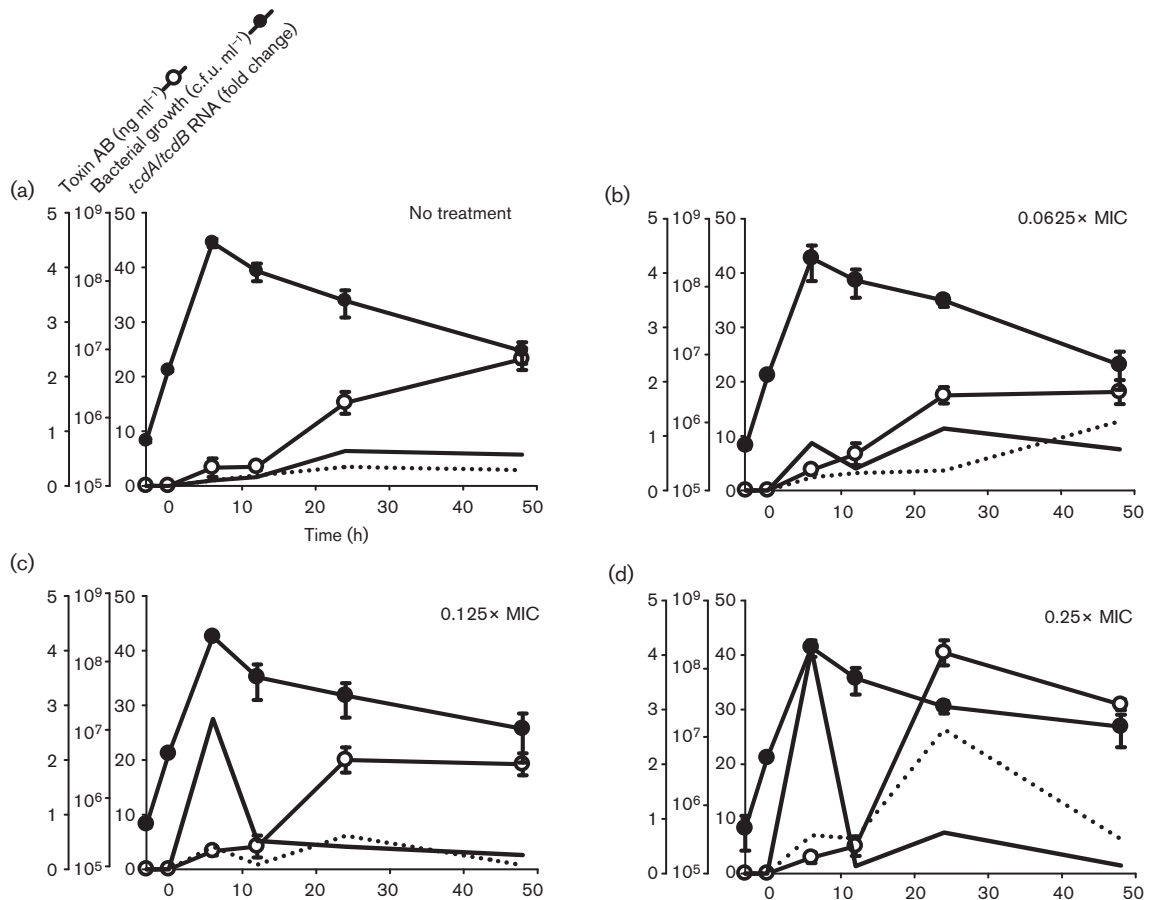 Toxin AB (ng ml⁻¹)
Bacterial growth (c.f.u. ml⁻¹)
tcdA/tcdB RNA (fold change)
(a)
No treatment
5 10⁹ 50
4 10⁸ 40
3 30
2 10⁷ 20
1 10⁶ 10
0 10⁵ 0
0 10 20 30 40 50
Time (h)
(b)
0.0625× MIC
5 10⁹ 50
4 10⁸ 40
3 30
2 10⁷ 20
1 10⁶ 10
0 10⁵ 0
0 10 20 30 40 50
(c)
0.125× MIC
5 10⁹ 50
4 10⁸ 40
3 30
2 10⁷ 20
1 10⁶ 10
0 10⁵ 0
0 10 20 30 40 50
(d)
0.25× MIC
5 10⁹ 50
4 10⁸ 40
3 30
2 10⁷ 20
1 10⁶ 10
0 10⁵ 0
0 10 20 30 40 50